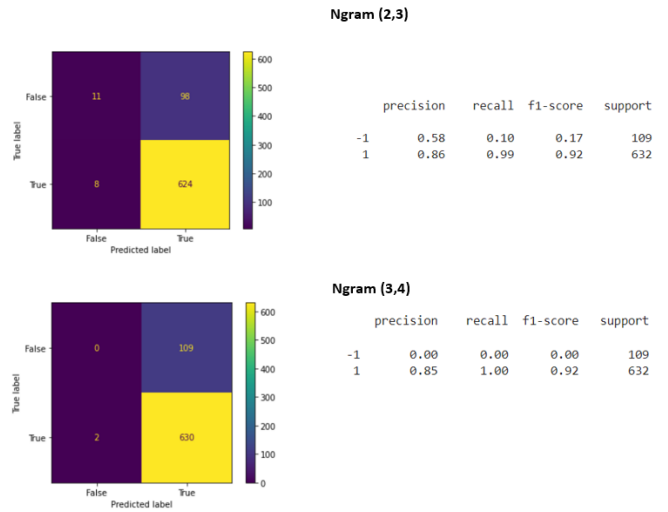 Ngram (2,3)
600
500
400
300
200
100
True label
False
11 98
True
8 624
False True
Predicted label
precision recall f1-score support
-1 0.58 0.10 0.17 109
1 0.86 0.99 0.92 632
Ngram (3,4)
600
500
400
300
200
100
0
True label
False
0 109
True
2 630
False True
Predicted label
precision recall f1-score support
-1 0.00 0.00 0.00 109
1 0.85 1.00 0.92 632